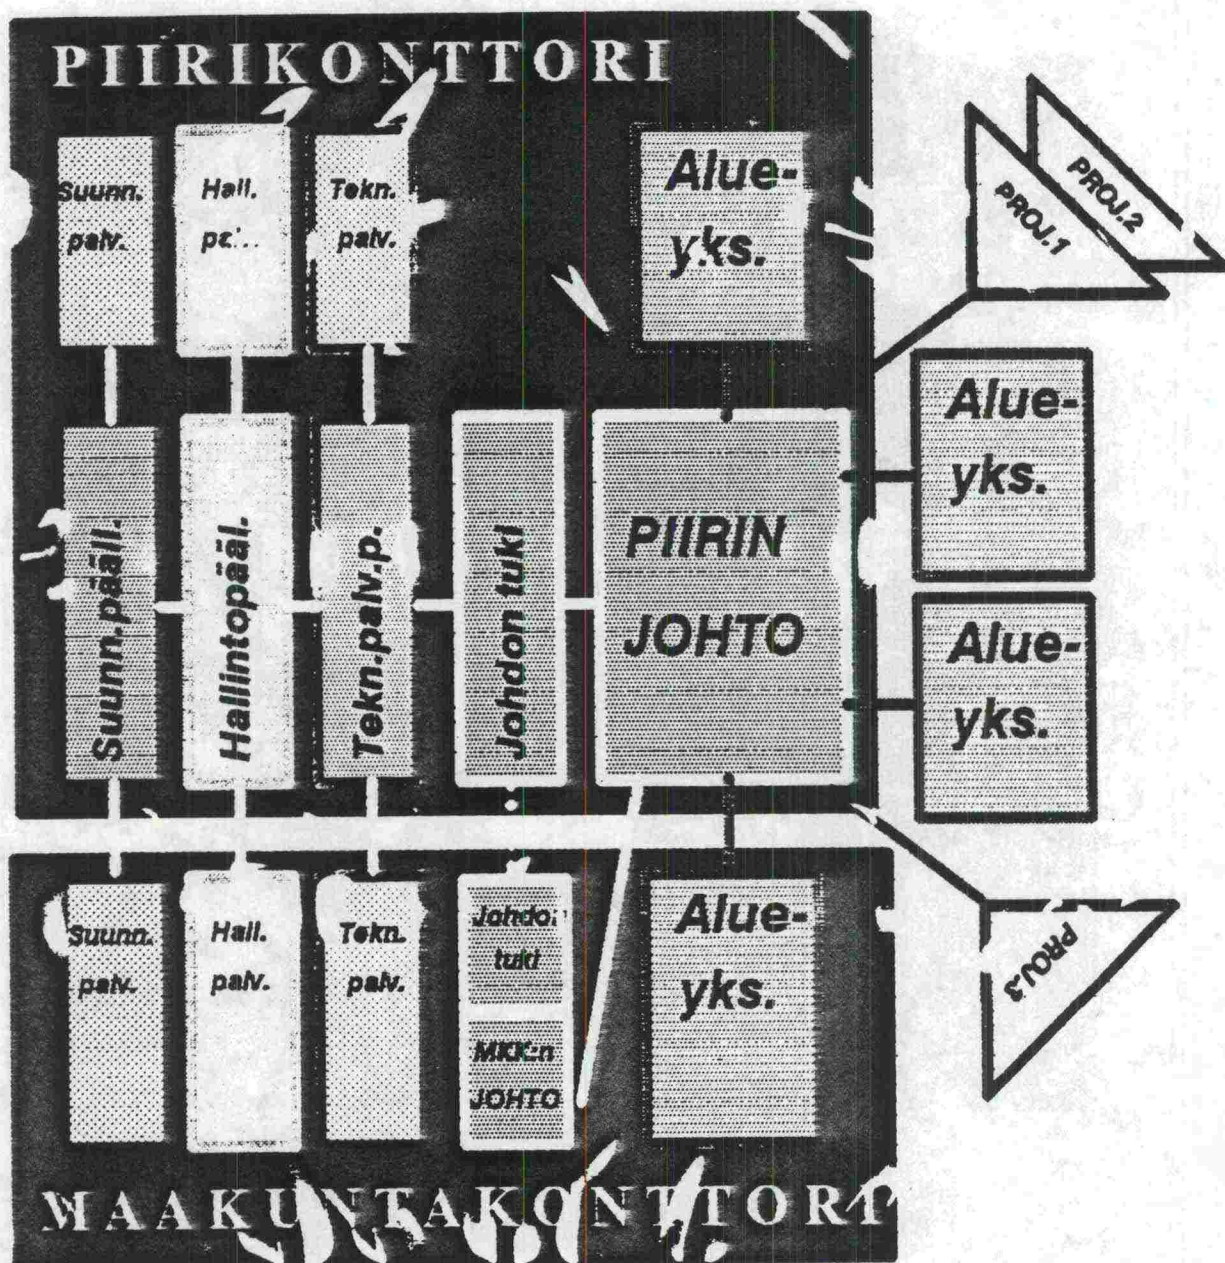 PIIRIKONTTORI
Suunn.
palv.
Hall.
Tekn.
palv.
Alue-
yks.
PROJ.1
PROJ.2
Suunn.pääll.
Hallintopääl.
Tekn.palv.p.
Johdon tuki
PIIRIN
JOHTO
Alue-
yks.
Alue-
yks.
Suunn.
palv.
Hall.
palv.
Tekn.
palv.
tuki
MKK:n
JOHTO
Alue-
yks.
PROJ.3
MAAKUNTAKONTTORI